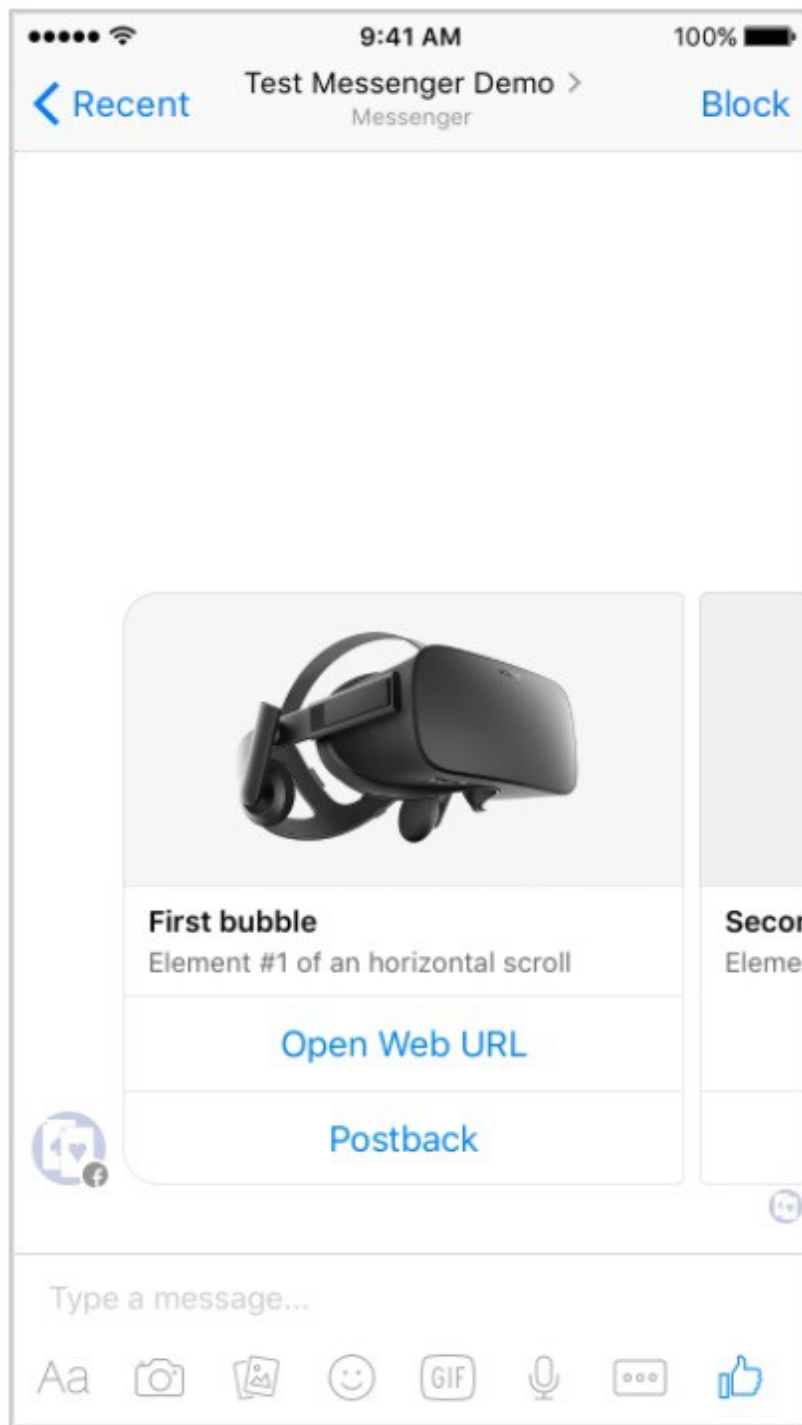 9:41 AM
100%
Recent
Test Messenger Demo
Messenger
Block
First bubble
Element #1 of an horizontal scroll
Open Web URL
Postback
Type a message...
Aa
GIF